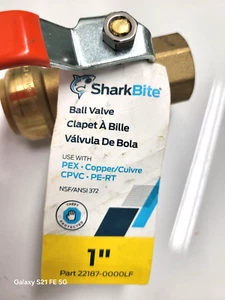 SharkBite
Ball Valve
Clapet À Bille
Válvula De Bola
USE WITH
PEX • Copper/Cuivre
CPVC • PE-RT
NSF/ANSI 372
1"
Part 22187-0000LF
Galaxy S21 FE 5G